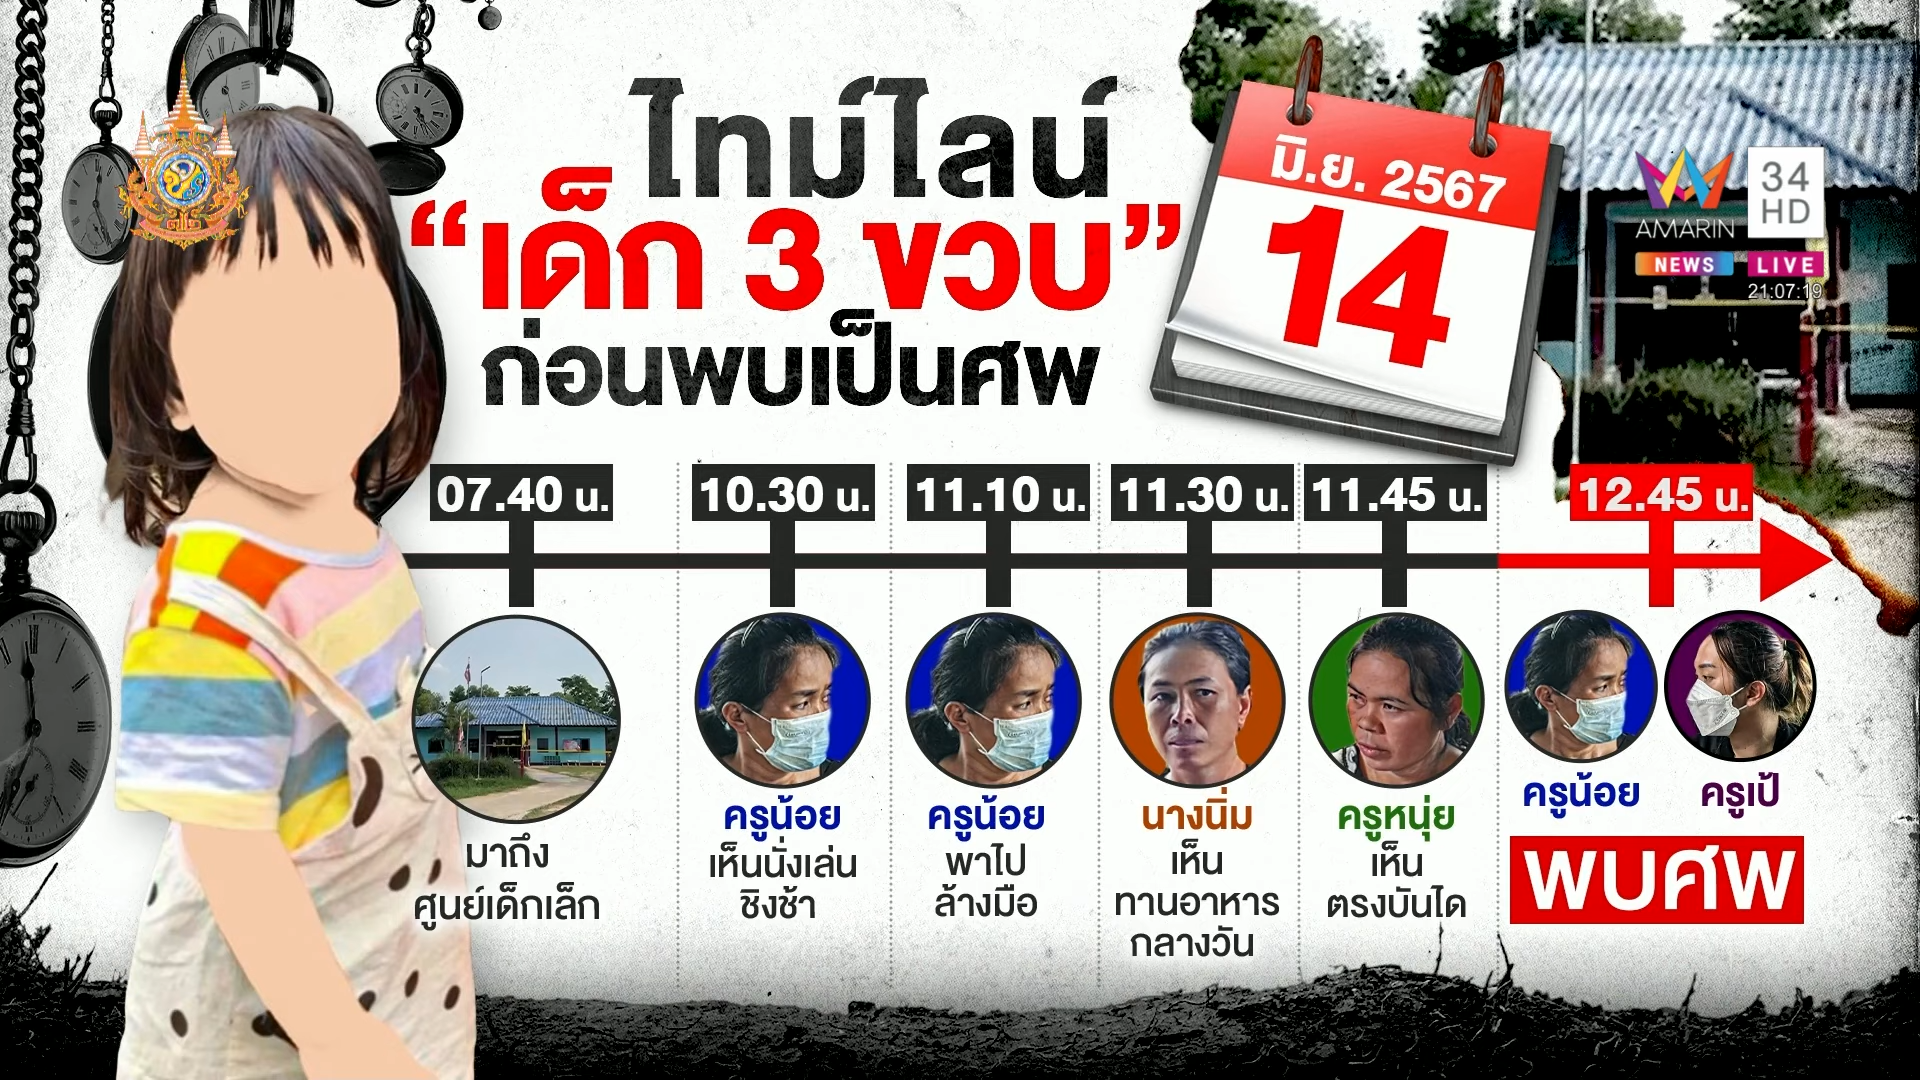 ไทม์ไลน์
“เด็ก 3 ขวบ”
ก่อนพบเป็นศพ
มิ.ย. 2567
14
AMARIN
34
HD
NEWS
LIVE
21:07:19
07.40 น.
มาถึง
ศูนย์เด็กเล็ก
10.30 น.
ครูน้อย
เห็นนั่งเล่น
ชิงช้า
11.10 น.
ครูน้อย
พาไป
ล้างมือ
11.30 น.
นางนิ่ม
เห็น
ทานอาหาร
กลางวัน
11.45 น.
ครูหนุ่ย
เห็น
ตรงบันได
12.45 น.
ครูน้อย
ครูเป้
พบศพ